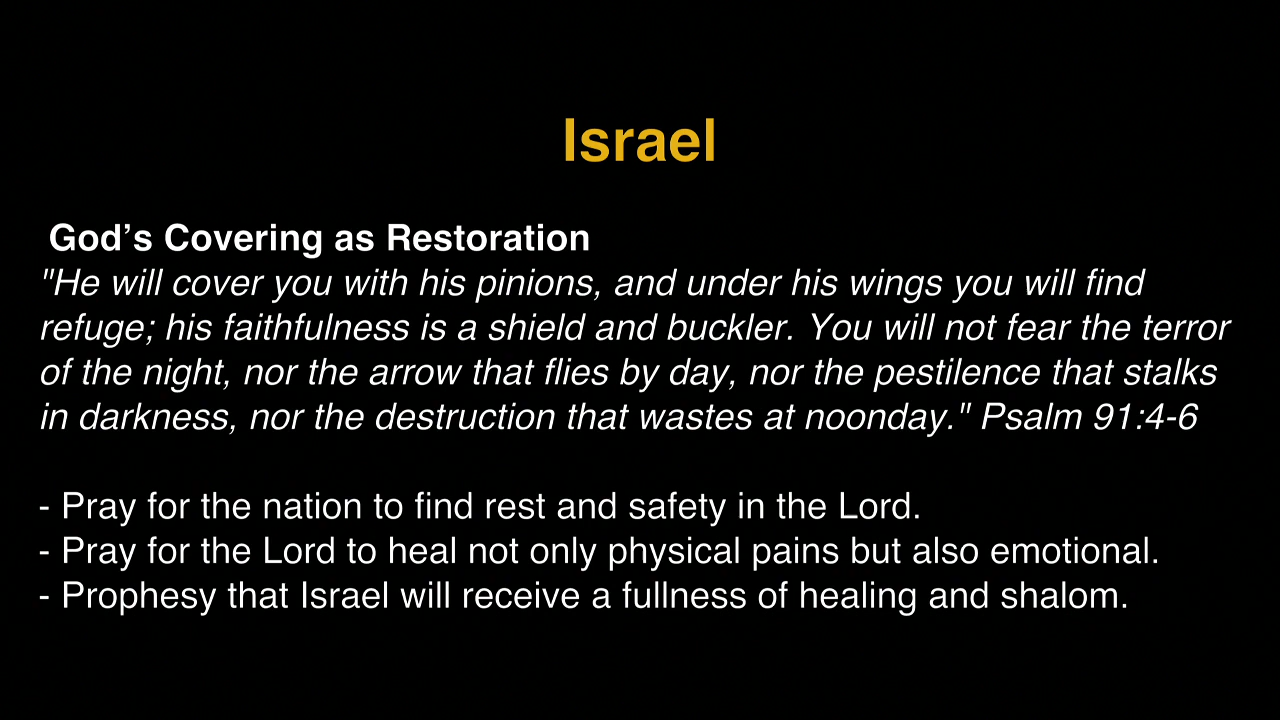 Israel
God’s Covering as Restoration
"He will cover you with his pinions, and under his wings you will find
refuge; his faithfulness is a shield and buckler. You will not fear the terror
of the night, nor the arrow that flies by day, nor the pestilence that stalks
in darkness, nor the destruction that wastes at noonday." Psalm 91:4-6
- Pray for the nation to find rest and safety in the Lord.
- Pray for the Lord to heal not only physical pains but also emotional.
- Prophesy that Israel will receive a fullness of healing and shalom.